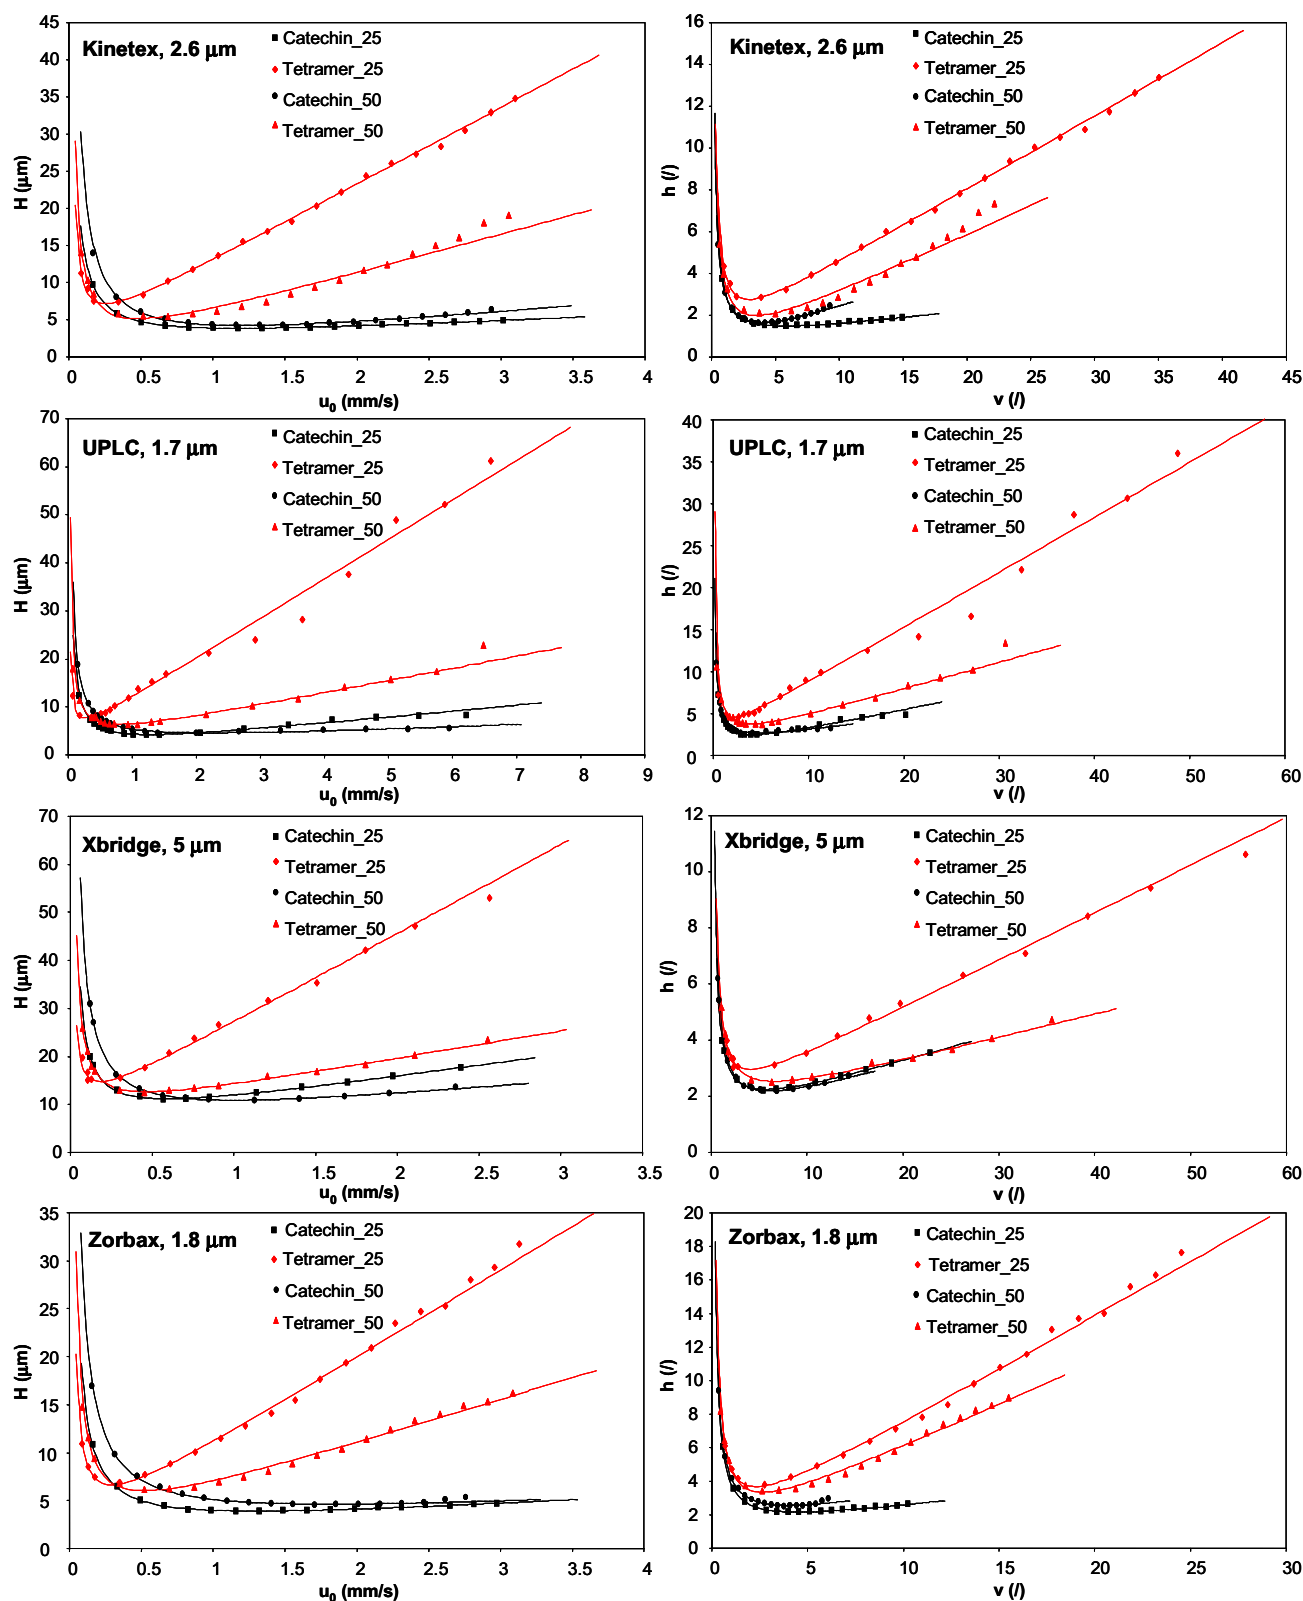 45
40
35
30
25
20
15
10
5
0
H (µm)
Kinetex, 2.6 µm
Catechin_25
Tetramer_25
Catechin_50
Tetramer_50
0 0.5 1 1.5 2 2.5 3 3.5 4
u0 (mm/s)
16
14
12
10
8
6
4
2
0
h (/)
Kinetex, 2.6 µm
Catechin_25
Tetramer_25
Catechin_50
Tetramer_50
0 5 10 15 20 25 30 35 40 45
v (/)
70
60
50
40
30
20
10
0
H (µm)
UPLC, 1.7 µm
Catechin_25
Tetramer_25
Catechin_50
Tetramer_50
0 1 2 3 4 5 6 7 8 9
u0 (mm/s)
40
35
30
25
20
15
10
5
0
h (/)
UPLC, 1.7 µm
Catechin_25
Tetramer_25
Catechin_50
Tetramer_50
0 10 20 30 40 50 60
v (/)
70
60
50
40
30
20
10
0
H (µm)
Xbridge, 5 µm
Catechin_25
Tetramer_25
Catechin_50
Tetramer_50
0 0.5 1 1.5 2 2.5 3 3.5
u0 (mm/s)
12
10
8
6
4
2
0
h (/)
Xbridge, 5 µm
Catechin_25
Tetramer_25
Catechin_50
Tetramer_50
0 10 20 30 40 50 60
v (/)
35
30
25
20
15
10
5
0
H (µm)
Zorbax, 1.8 µm
Catechin_25
Tetramer_25
Catechin_50
Tetramer_50
0 0.5 1 1.5 2 2.5 3 3.5 4
u0 (mm/s)
20
18
16
14
12
10
8
6
4
2
0
h (/)
Zorbax, 1.8 µm
Catechin_25
Tetramer_25
Catechin_50
Tetramer_50
0 5 10 15 20 25 30
v (/)